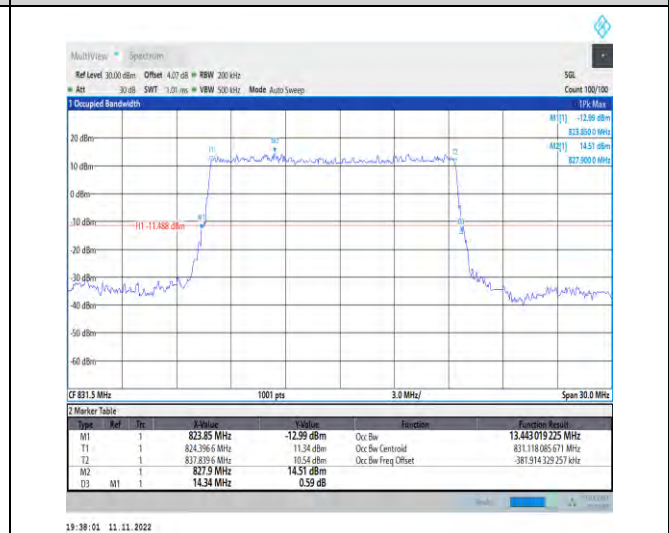 MultiView Spectrum
Ref Level 30.00 dBm Offset 4.07 dB RBW 200 kHz SGL
Att 30 dB SWT 1.01 ms VBW 500 kHz Mode Auto Sweep Count 100/100
1 Occupied Bandwidth 1Pk Max
M1[1] -12.99 dBm
823.850 0 MHz
M2[1] 14.51 dBm
827.900 0 MHz
20 dBm
M2
T1
T2
10 dBm
0 dBm
M1
-10 dBm
H1 -11.488 dBm
D3
-20 dBm
-30 dBm
-40 dBm
-50 dBm
-60 dBm
CF 831.5 MHz 1001 pts 3.0 MHz/ Span 30.0 MHz
2 Marker Table
Type Ref Trc X-Value Y-Value Function Function Result
M1 1 823.85 MHz -12.99 dBm Occ Bw 13.443 019 225 MHz
T1 1 824.396 6 MHz 11.34 dBm Occ Bw Centroid 831.118 085 671 MHz
T2 1 837.839 6 MHz 10.54 dBm Occ Bw Freq Offset -381.914 329 257 kHz
M2 1 827.9 MHz 14.51 dBm
D3 M1 1 14.34 MHz 0.59 dB
19:38:01 11.11.2022